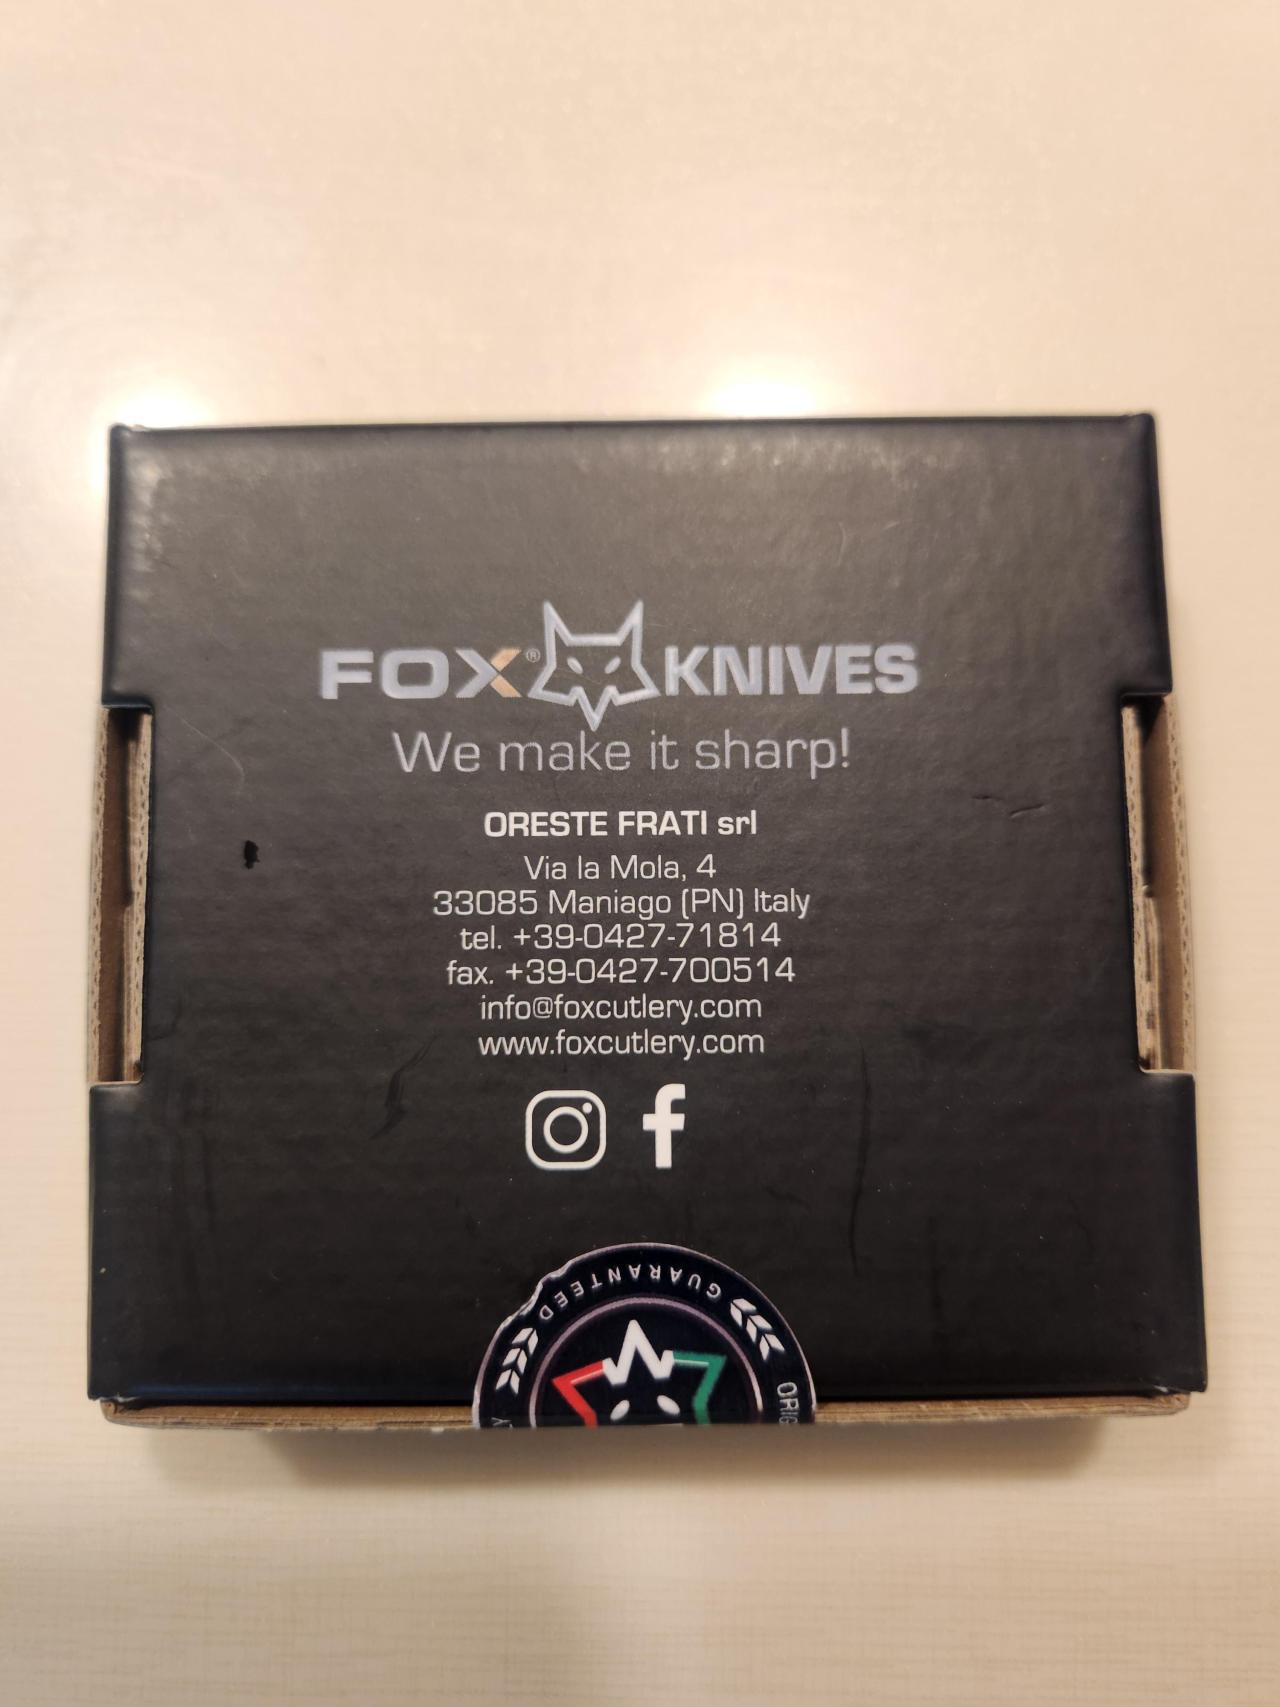 FOX® KNIVES
We make it sharp!
ORESTE FRATI srl
Via la Mola, 4
33085 Maniago (PN) Italy
tel. +39-0427-71814
fax. +39-0427-700514
info@foxcutlery.com
www.foxcutlery.com
GUARANTEED